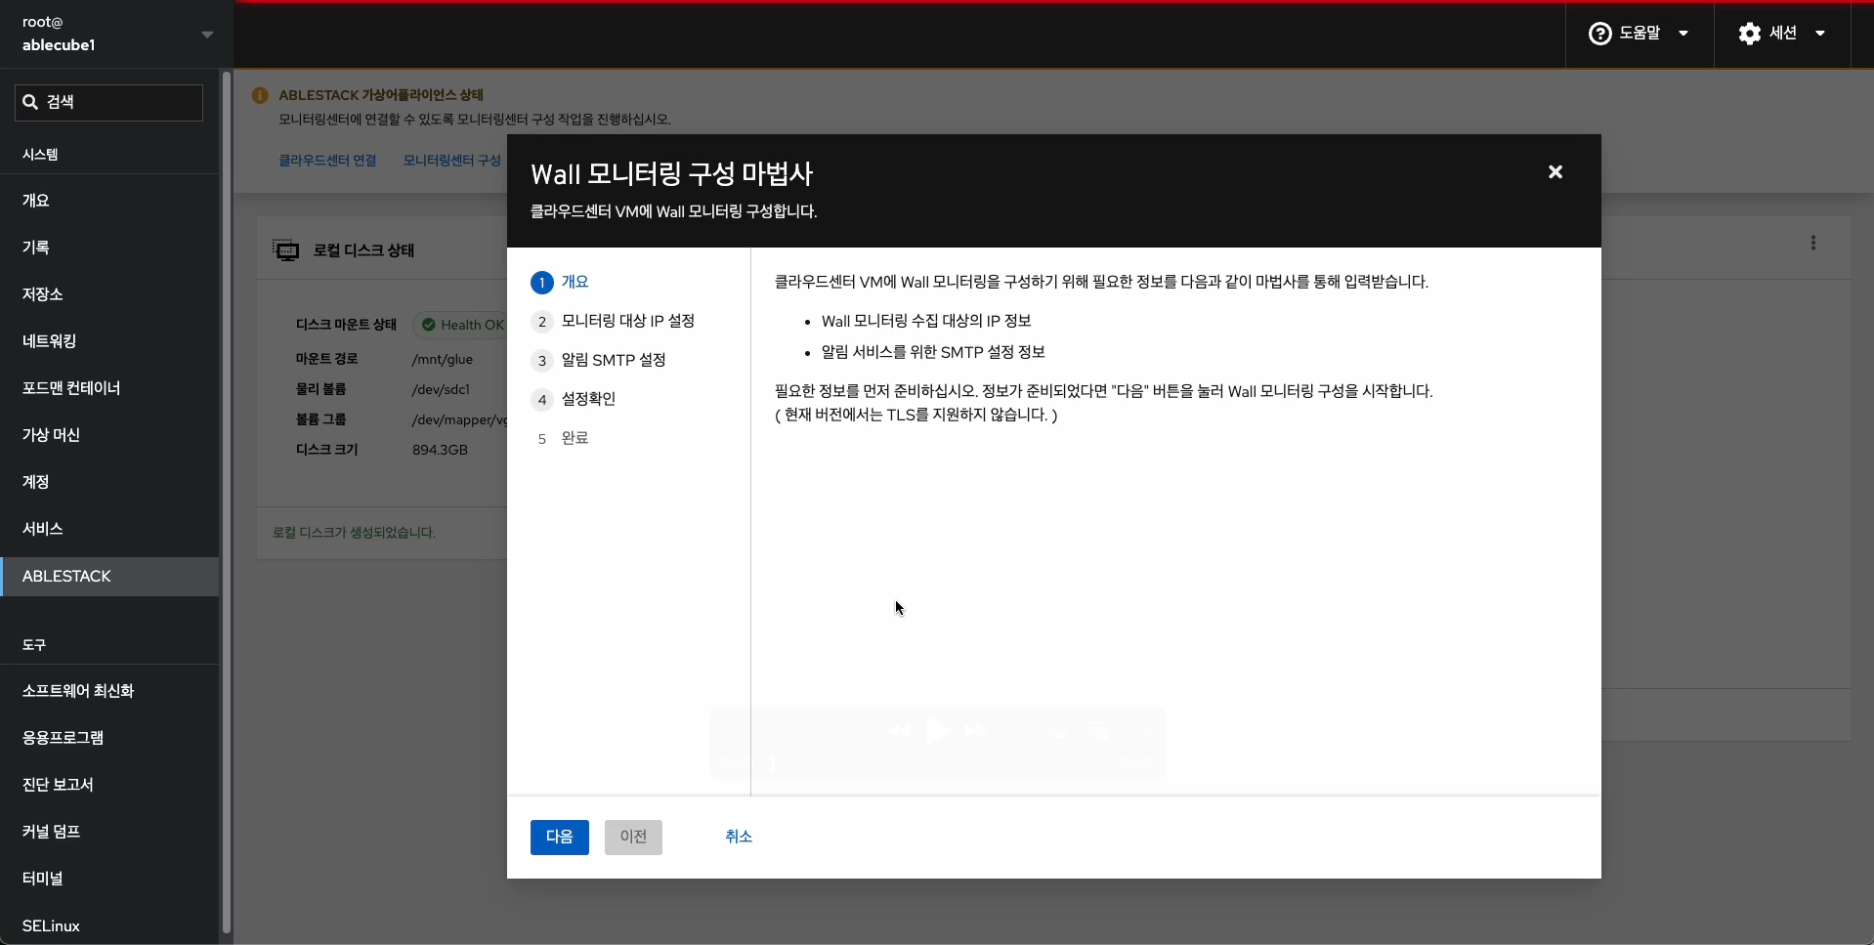 root@
ablecube1
도움말
세션
검색
시스템
개요
기록
저장소
네트워킹
포드맨 컨테이너
가상 머신
계정
서비스
ABLESTACK
도구
소프트웨어 최신화
응용프로그램
진단 보고서
커널 덤프
터미널
SELinux
ABLESTACK 가상어플라이언스 상태
모니터링센터에 연결할 수 있도록 모니터링센터 구성 작업을 진행하십시오.
클라우드센터 연결 모니터링센터 구성
로컬 디스크 상태
디스크 마운트 상태 Health OK
마운트 경로 /mnt/glue
물리 볼륨 /dev/sdc1
볼륨 그룹 /dev/mapper/vg
디스크 크기 894.3GB
로컬 디스크가 생성되었습니다.
Wall 모니터링 구성 마법사
클라우드센터 VM에 Wall 모니터링 구성합니다.
1 개요
2 모니터링 대상 IP 설정
3 알림 SMTP 설정
4 설정확인
5 완료
클라우드센터 VM에 Wall 모니터링을 구성하기 위해 필요한 정보를 다음과 같이 마법사를 통해 입력받습니다.
• Wall 모니터링 수집 대상의 IP 정보
• 알림 서비스를 위한 SMTP 설정 정보
필요한 정보를 먼저 준비하십시오. 정보가 준비되었다면 "다음" 버튼을 눌러 Wall 모니터링 구성을 시작합니다.
( 현재 버전에서는 TLS를 지원하지 않습니다. )
다음 이전 취소